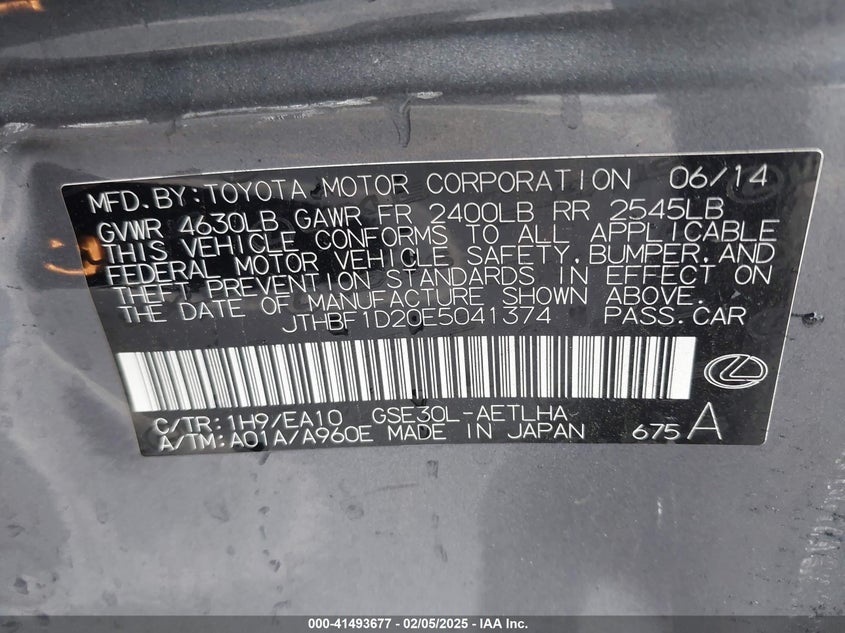 MFD.BY:TOYOTA MOTOR CORPORATION 06/14
GVWR 4630LB GAWR FR 2400LB RR 2545LB
THIS VEHICLE CONFORMS TO ALL APPLICABLE
FEDERAL MOTOR VEHICLE SAFETY,BUMPER,AND
THEFT PREVENTION STANDARDS IN EFFECT ON
THE DATE OF MANUFACTURE SHOWN ABOVE.
JTHBF1D20E5041374 PASS.CAR
C/TR:1H9/EA10 GSE30L-AETLHA
A/TM:A01A/A960E MADE IN JAPAN 675 A
000-41493677 - 02/05/2025 - IAA Inc.